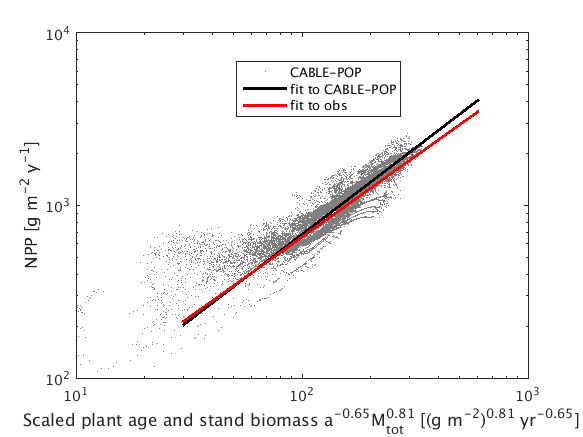 10^4
10^3
10^2
NPP [g m^−2 y^−1]
CABLE-POP
fit to CABLE-POP
fit to obs
10^1 10^2 10^3
Scaled plant age and stand biomass a^−0.65 M_tot^0.81 [(g m^−2)^0.81 yr^−0.65]